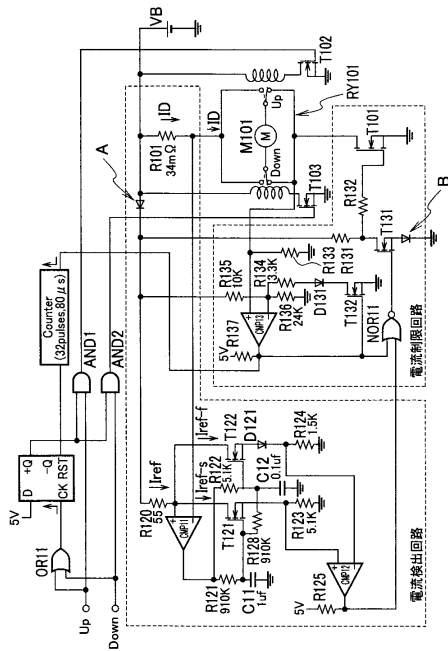 VB
A
ID
R101
34mΩ
ID
M101
M
Up
Down
RY101
T102
T103
T101
R132
B
R131
T131
R133
R134
3.3K
R135
10K
R136
24K
D131
T132
R137
5V
CMP13
NOR11
電流制限回路
Counter
(32pulses,80μs)
AND1
AND2
D
+Q
-Q
CK RST
5V
OR11
Up
Down
Iref
R120
55
Iref-s
Iref-f
CMP11
T122
D121
T121
R122
5.1K
R121
910K
C11
1uf
C12
0.1uf
R128
910K
R123
5.1K
R124
1.5K
R125
5V
CMP12
電流検出回路